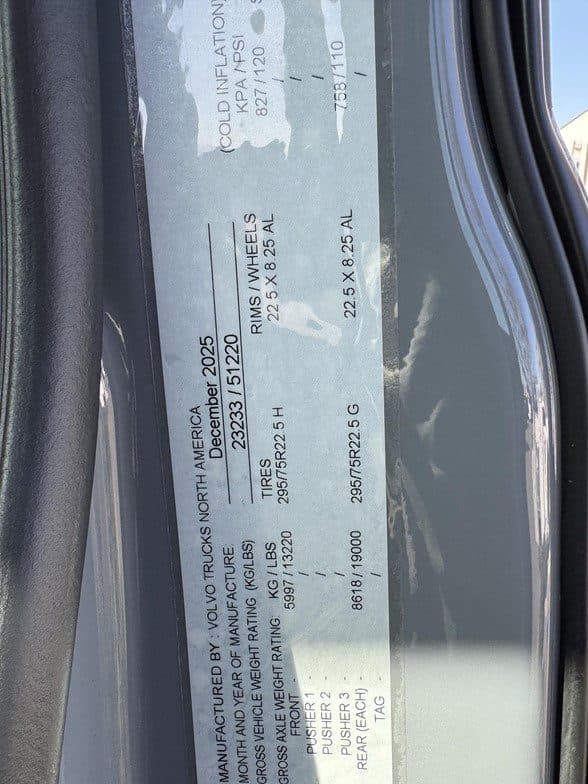 MANUFACTURED BY : VOLVO TRUCKS NORTH AMERICA
MONTH AND YEAR OF MANUFACTURE December 2025
GROSS VEHICLE WEIGHT RATING (KG/LBS) 23233 / 51220
(COLD INFLATION)
GROSS AXLE WEIGHT RATING KG / LBS TIRES RIMS / WHEELS KPA / PSI
FRONT - 5997 / 13220 295/75R22 5 H 22 5 X 8.25 AL 827 / 120
PUSHER 1 - / /
PUSHER 2 - / /
PUSHER 3 - / /
REAR (EACH) - 8618 / 19000 295/75R22.5 G 22.5 X 8.25 AL 758 / 110
TAG - / /